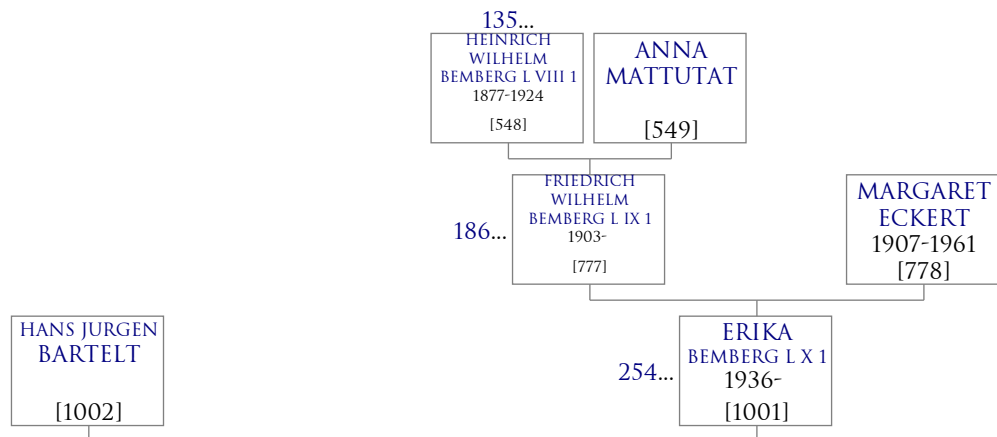 135...
HEINRICH
WILHELM
BEMBERG L VIII 1
1877-1924
[548]
ANNA
MATTUTAT
[549]
186...
FRIEDRICH
WILHELM
BEMBERG L IX 1
1903-
[777]
MARGARET
ECKERT
1907-1961
[778]
HANS JURGEN
BARTELT
[1002]
254...
ERIKA
BEMBERG L X 1
1936-
[1001]